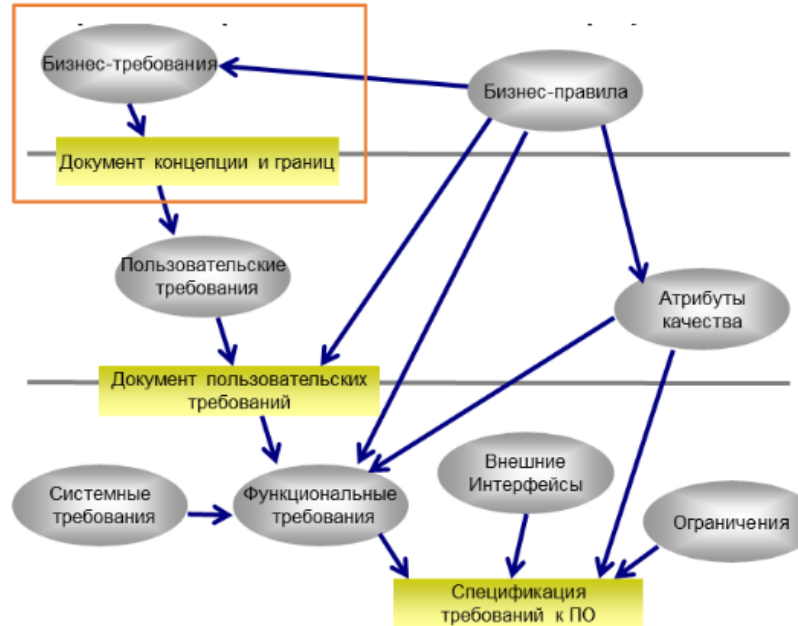 Бизнес-требования
Бизнес-правила
Документ концепции и границ
Пользовательские
требования
Атрибуты
качества
Документ пользовательских
требований
Системные
требования
Функциональные
требования
Внешние
Интерфейсы
Ограничения
Спецификация
требований к ПО